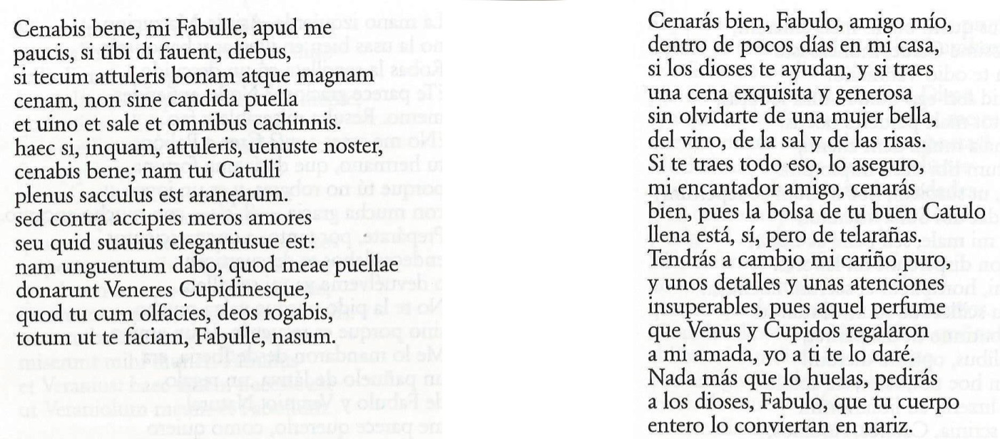 Cenabis bene, mi Fabulle, apud me
paucis, si tibi di fauent, diebus,
si tecum attuleris bonam atque magnam
cenam, non sine candida puella
et uino et sale et omnibus cachinnis.
haec si, inquam, attuleris, uenuste noster,
cenabis bene; nam tui Catulli
plenus sacculus est aranearum.
sed contra accipies meros amores
seu quid suauius elegantiusue est:
nam unguentum dabo, quod meae puellae
donarunt Veneres Cupidinesque,
quod tu cum olfacies, deos rogabis,
totum ut te faciant, Fabulle, nasum.
Cenarás bien, Fabulo, amigo mío,
dentro de pocos días en mi casa,
si los dioses te ayudan, y si traes
una cena exquisita y generosa
sin olvidarte de una mujer bella,
del vino, de la sal y de las risas.
Si te traes todo eso, lo aseguro,
mi encantador amigo, cenarás
bien, pues la bolsa de tu buen Catulo
llena está, sí, pero de telarañas.
Tendrás a cambio mi cariño puro,
y unos detalles y unas atenciones
insuperables, pues aquel perfume
que Venus y Cupidos regalaron
a mi amada, yo a ti te lo daré.
Nada más que lo huelas, pedirás
a los dioses, Fabulo, que tu cuerpo
entero lo conviertan en nariz.